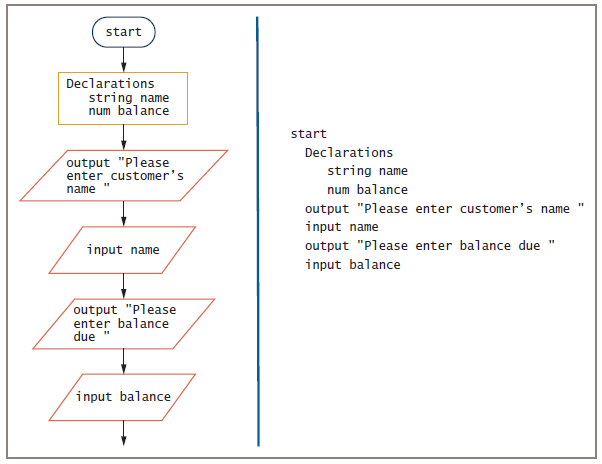 start
Declarations
string name
num balance
output "Please
enter customer’s
name "
input name
output "Please
enter balance
due "
input balance
start
Declarations
string name
num balance
output "Please enter customer’s name "
input name
output "Please enter balance due "
input balance